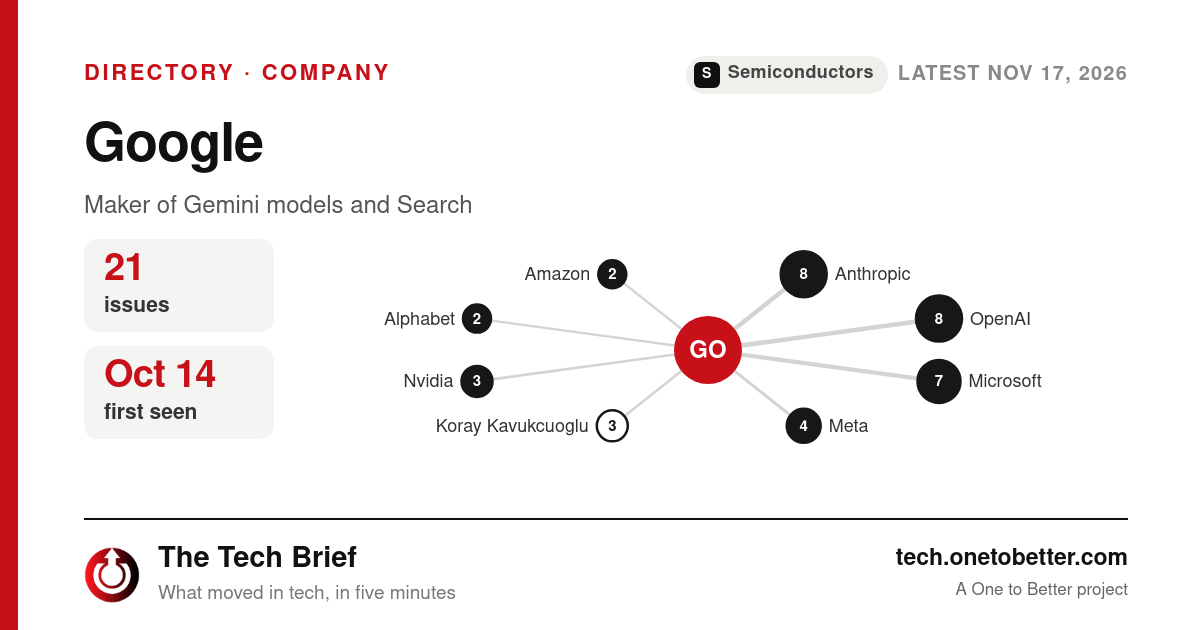 DIRECTORY · COMPANY
S Semiconductors
LATEST NOV 17, 2026
Google
Maker of Gemini models and Search
21
issues
Oct 14
first seen
Amazon 2
8 Anthropic
Alphabet 2
8 OpenAI
GO
Nvidia 3
7 Microsoft
Koray Kavukcuoglu 3
4 Meta
The Tech Brief
What moved in tech, in five minutes
tech.onetobetter.com
A One to Better project